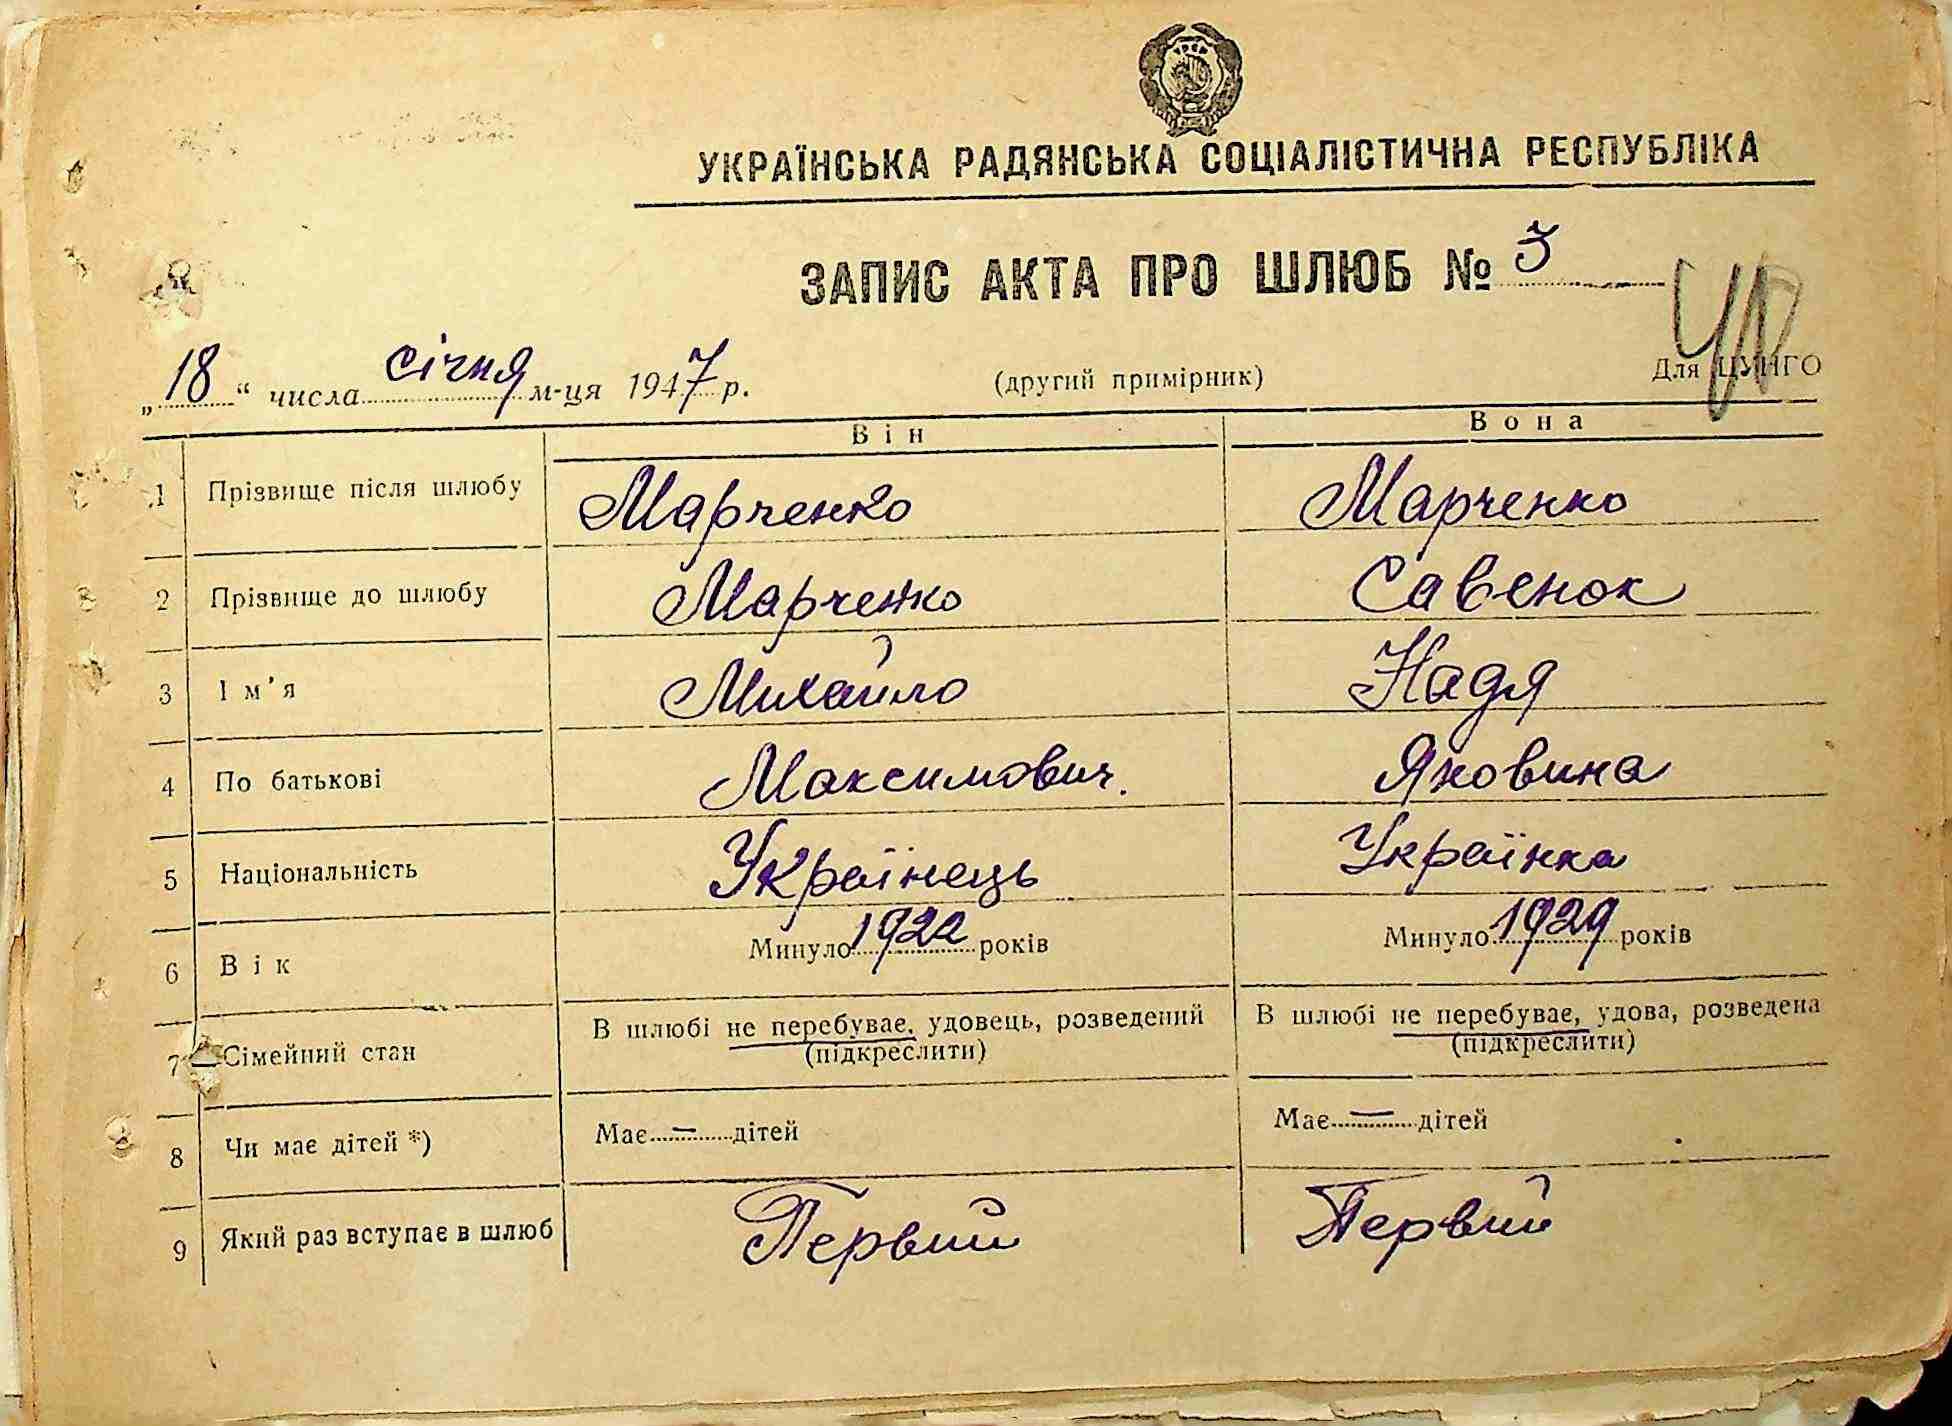 УКРАЇНСЬКА РАДЯНСЬКА СОЦІАЛІСТИЧНА РЕСПУБЛІКА
ЗАПИС АКТА ПРО ШЛЮБ № 3
„18“ числа січня м-ця 1947 р. (другий примірник) Для ЦУНГО
Він Вона
1 Прізвище після шлюбу Марченко Марченко
2 Прізвище до шлюбу Марченко Савенок
3 Ім'я Михайло Надя
4 По батькові Максимович. Яковина
5 Національність Українець Українка
6 Вік Минуло 1922 років Минуло 1929 років
7 Сімейний стан В шлюбі не перебуває, удовець, розведений В шлюбі не перебуває, удова, розведена
(підкреслити) (підкреслити)
8 Чи має дітей *) Має — дітей Має — дітей
9 Який раз вступає в шлюб Первий Первий